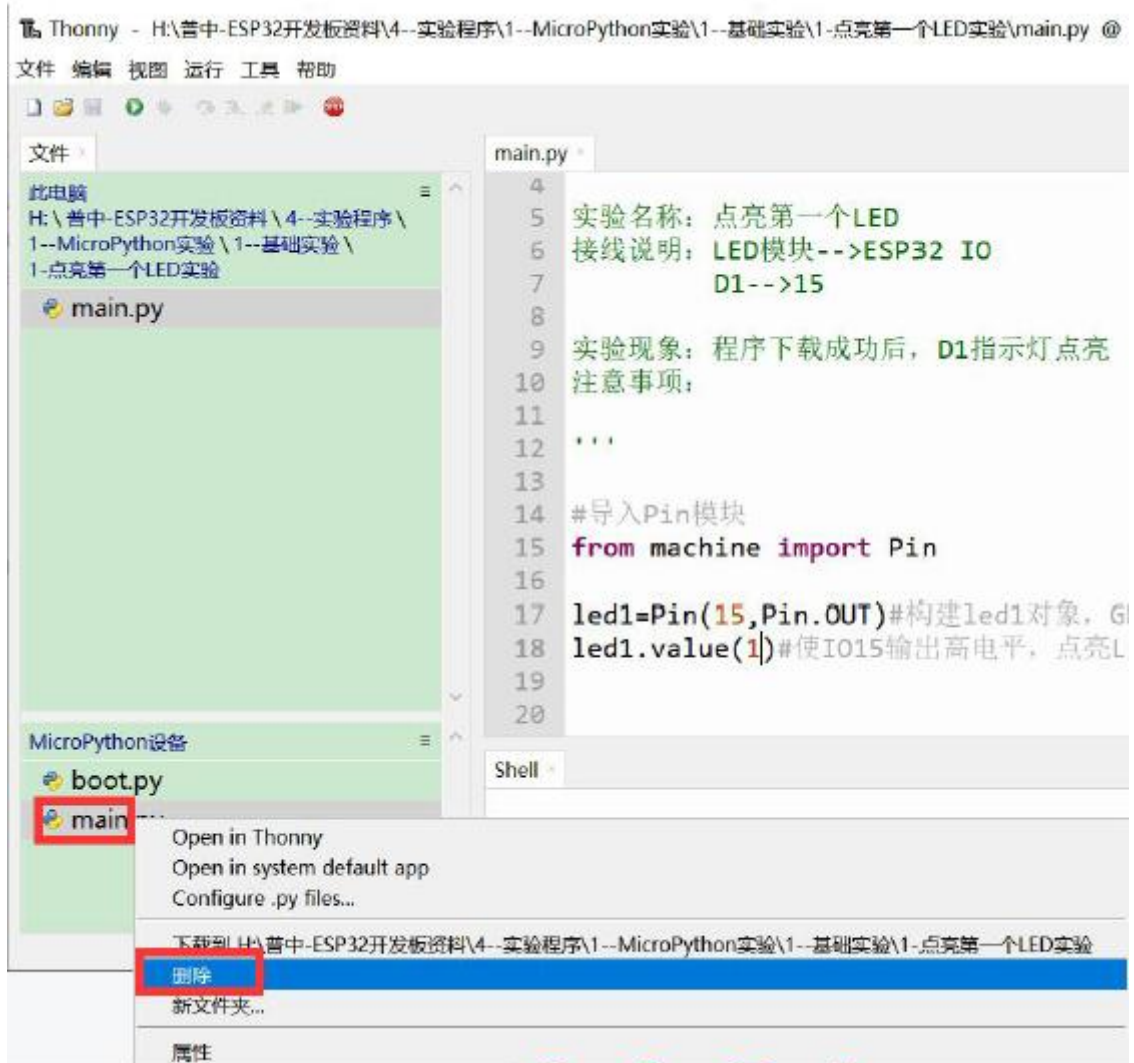 Thonny - H:\普中-ESP32开发板资料\4--实验程序\1--MicroPython实验\1--基础实验\1-点亮第一个LED实验\main.py @
文件 编辑 视图 运行 工具 帮助
文件
此电脑
H: \ 普中-ESP32开发板资料 \ 4--实验程序 \
1--MicroPython实验 \ 1--基础实验 \
1-点亮第一个LED实验
main.py
main.py
4
5 实验名称：点亮第一个LED
6 接线说明：LED模块-->ESP32 IO
7 D1-->15
8
9 实验现象：程序下载成功后，D1指示灯点亮
10 注意事项：
11
12 '''
13
14 #导入Pin模块
15 from machine import Pin
16
17 led1=Pin(15,Pin.OUT)#构建led1对象，
18 led1.value(1)#使IO15输出高电平，点亮L
19
20
MicroPython设备
boot.py
main
Shell
Open in Thonny
Open in system default app
Configure .py files...
下载到 H:\普中-ESP32开发板资料\4--实验程序\1--MicroPython实验\1--基础实验\1-点亮第一个LED实验
删除
新文件夹...
属性